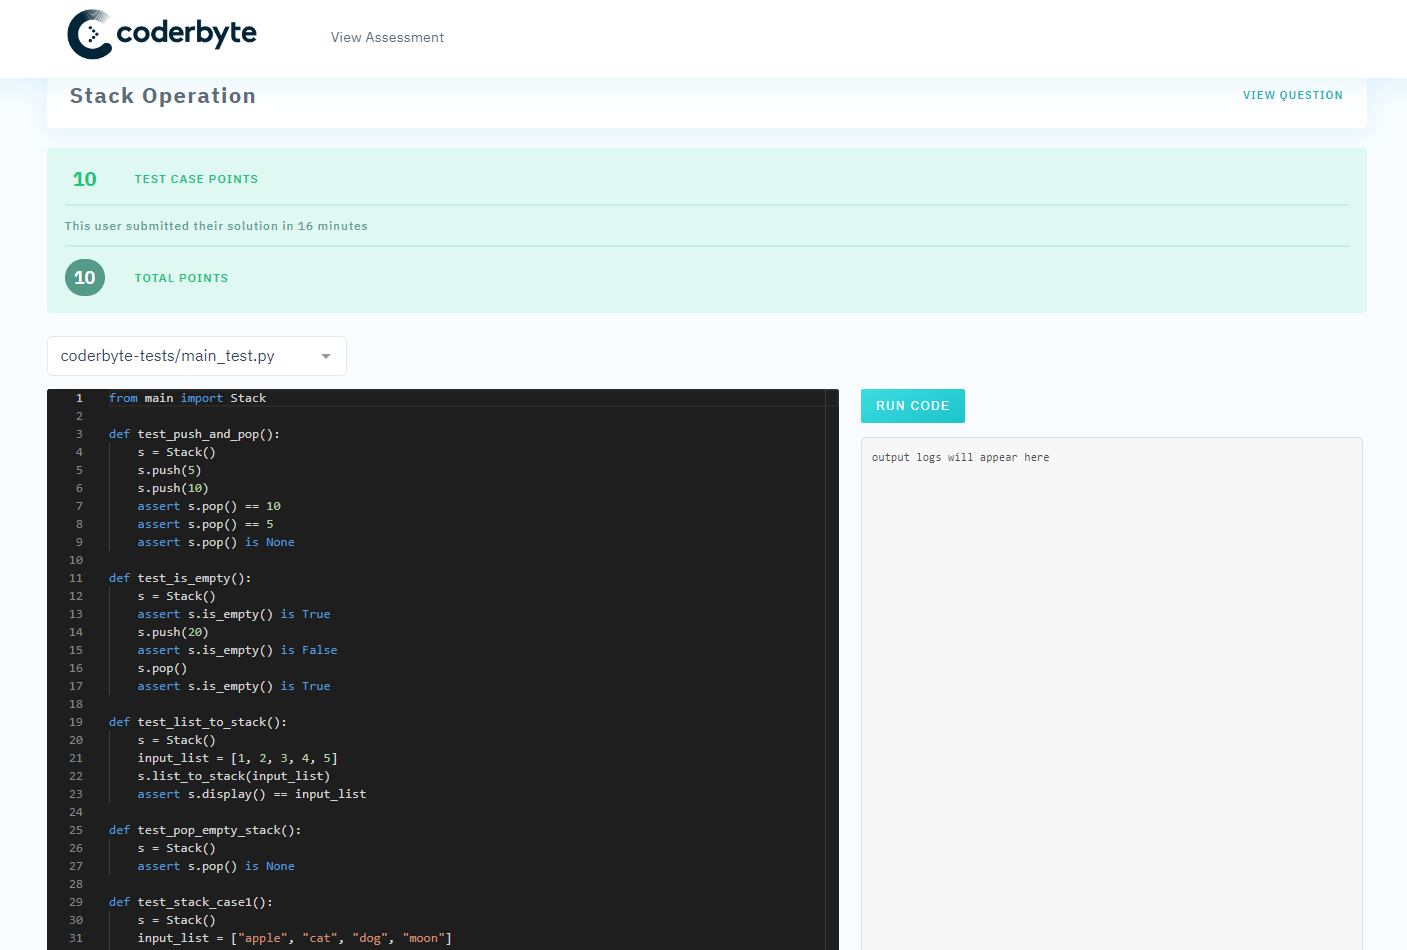 coderbyte
View Assessment
Stack Operation
VIEW QUESTION
10 TEST CASE POINTS
This user submitted their solution in 16 minutes
10 TOTAL POINTS
coderbyte-tests/main_test.py
1 from main import Stack
2
3 def test_push_and_pop():
4     s = Stack()
5     s.push(5)
6     s.push(10)
7     assert s.pop() == 10
8     assert s.pop() == 5
9     assert s.pop() is None
10
11 def test_is_empty():
12     s = Stack()
13     assert s.is_empty() is True
14     s.push(20)
15     assert s.is_empty() is False
16     s.pop()
17     assert s.is_empty() is True
18
19 def test_list_to_stack():
20     s = Stack()
21     input_list = [1, 2, 3, 4, 5]
22     s.list_to_stack(input_list)
23     assert s.display() == input_list
24
25 def test_pop_empty_stack():
26     s = Stack()
27     assert s.pop() is None
28
29 def test_stack_case1():
30     s = Stack()
31     input_list = ["apple", "cat", "dog", "moon"]
RUN CODE
output logs will appear here